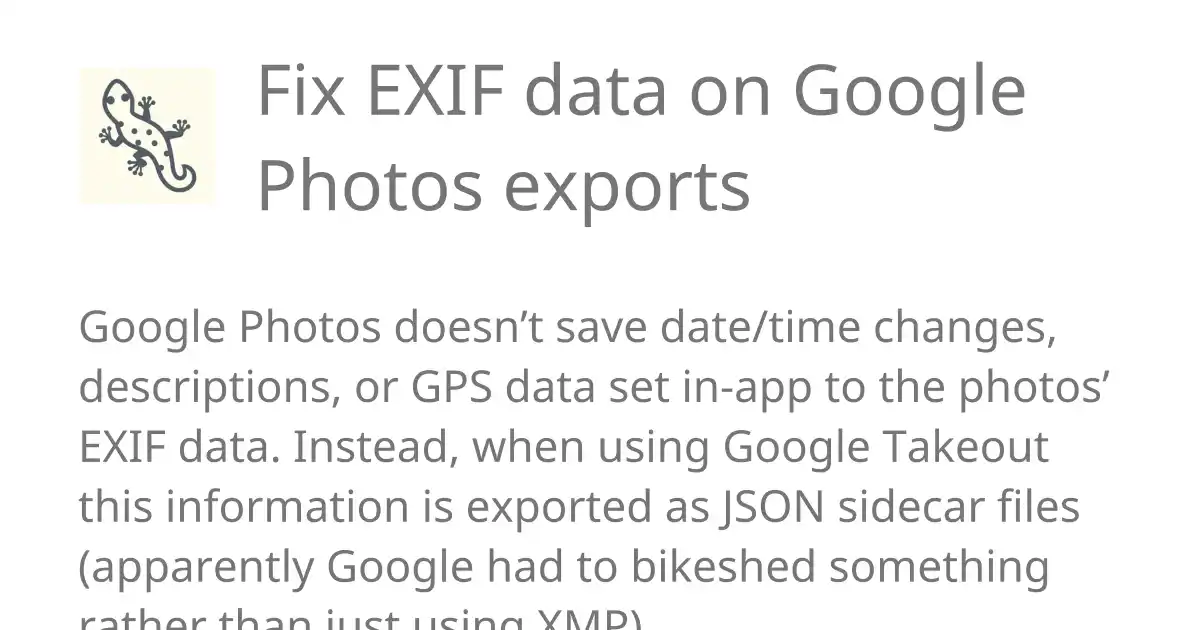 Fix EXIF data on Google
Photos exports
Google Photos doesn’t save date/time changes,
descriptions, or GPS data set in-app to the photos’
EXIF data. Instead, when using Google Takeout
this information is exported as JSON sidecar files
(apparently Google had to bikeshed something
rather than just using XMP)